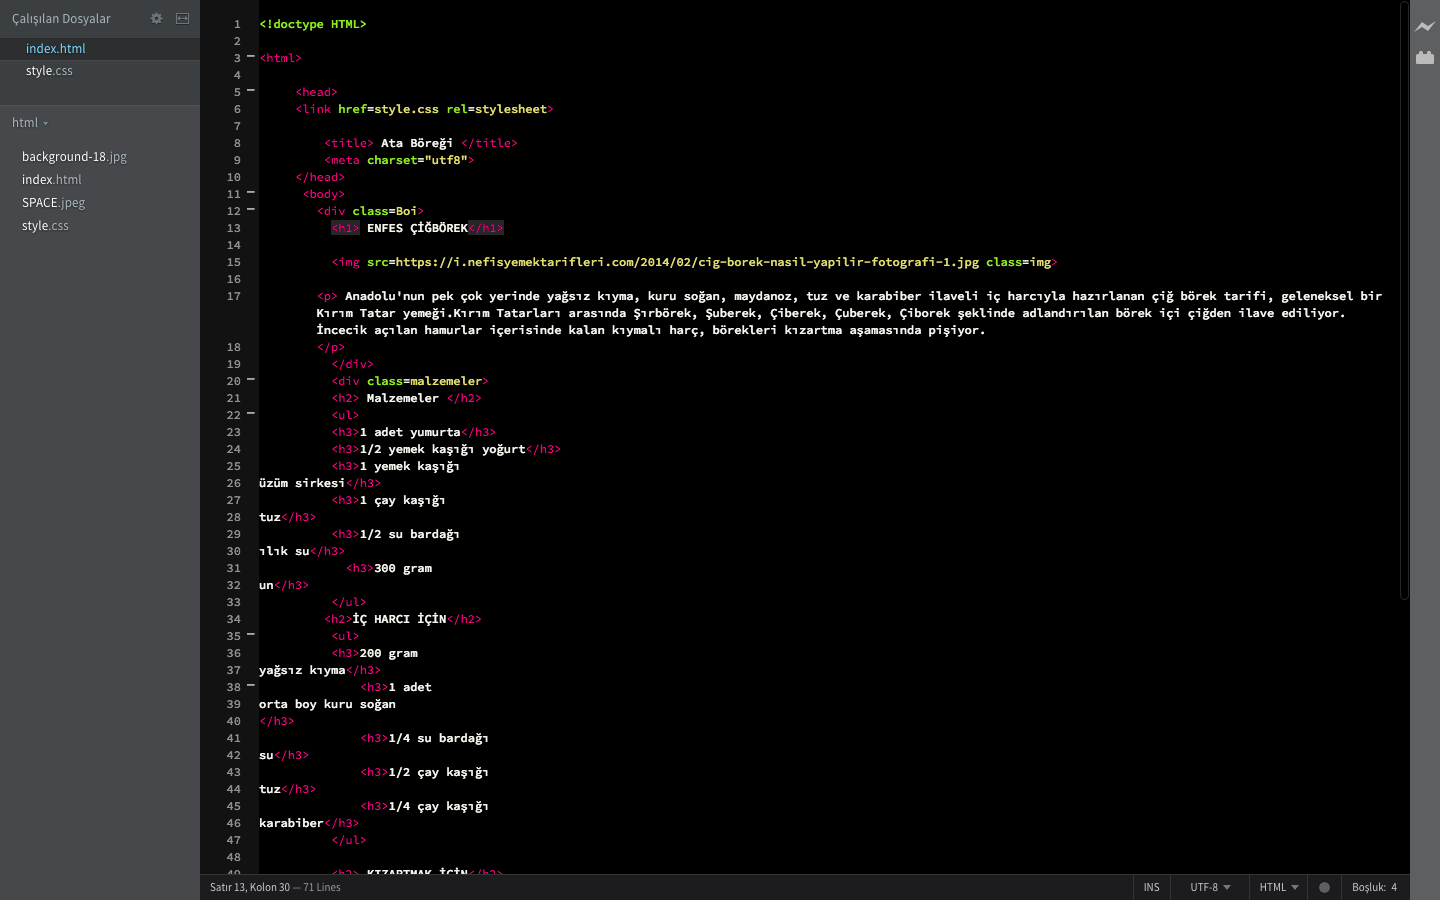 Çalışılan Dosyalar
index.html
style.css
html
background-18.jpg
index.html
SPACE.jpeg
style.css
1 <!doctype HTML>
2
3 <html>
4
5 <head>
6 <link href=style.css rel=stylesheet>
7
8 <title> Ata Böreği </title>
9 <meta charset="utf8">
10 </head>
11 <body>
12 <div class=Boi>
13 <h1> ENFES ÇİĞBÖREK</h1>
14
15 <img src=https://i.nefisyemektarifleri.com/2014/02/cig-borek-nasil-yapilir-fotografi-1.jpg class=img>
16
17 <p> Anadolu'nun pek çok yerinde yağsız kıyma, kuru soğan, maydanoz, tuz ve karabiber ilaveli iç harcıyla hazırlanan çiğ börek tarifi, geleneksel bir
Kırım Tatar yemeği.Kırım Tatarları arasında Şırbörek, Şuberek, Çiberek, Çuberek, Çiborek şeklinde adlandırılan börek içi çiğden ilave ediliyor.
İncecik açılan hamurlar içerisinde kalan kıymalı harç, börekleri kızartma aşamasında pişiyor.
18 </p>
19 </div>
20 <div class=malzemeler>
21 <h2> Malzemeler </h2>
22 <ul>
23 <h3>1 adet yumurta</h3>
24 <h3>1/2 yemek kaşığı yoğurt</h3>
25 <h3>1 yemek kaşığı
26 üzüm sirkesi</h3>
27 <h3>1 çay kaşığı
28 tuz</h3>
29 <h3>1/2 su bardağı
30 ılık su</h3>
31 <h3>300 gram
32 un</h3>
33 </ul>
34 <h2>İÇ HARCI İÇİN</h2>
35 <ul>
36 <h3>200 gram
37 yağsız kıyma</h3>
38 <h3>1 adet
39 orta boy kuru soğan
40 </h3>
41 <h3>1/4 su bardağı
42 su</h3>
43 <h3>1/2 çay kaşığı
44 tuz</h3>
45 <h3>1/4 çay kaşığı
46 karabiber</h3>
47 </ul>
48
49 <h2> KIZARTMAK İÇİN</h2>
Satır 13, Kolon 30 — 71 Lines
INS
UTF-8
HTML
Boşluk: 4